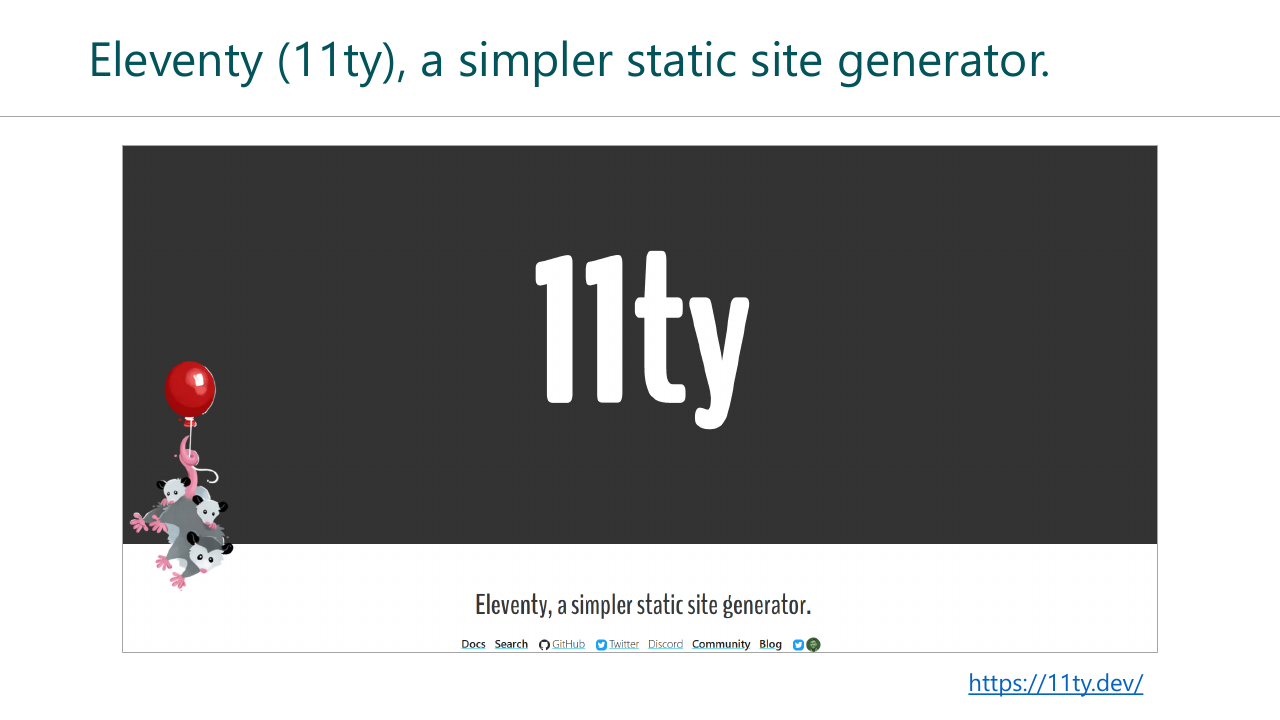 Eleventy (11ty), a simpler static site generator.
11ty
Eleventy, a simpler static site generator.
Docs Search GitHub Twitter Discord Community Blog
https://11ty.dev/